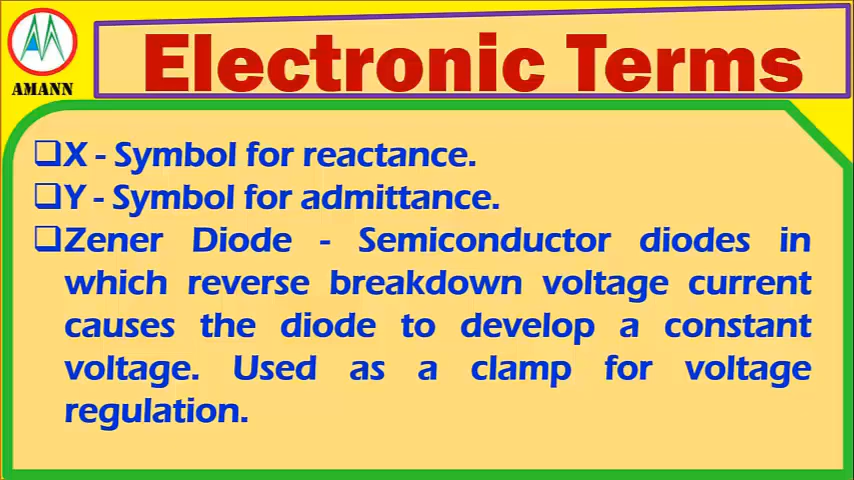 AMANN
Electronic Terms
❑X - Symbol for reactance.
❑Y - Symbol for admittance.
❑Zener Diode - Semiconductor diodes in
which reverse breakdown voltage current
causes the diode to develop a constant
voltage. Used as a clamp for voltage
regulation.